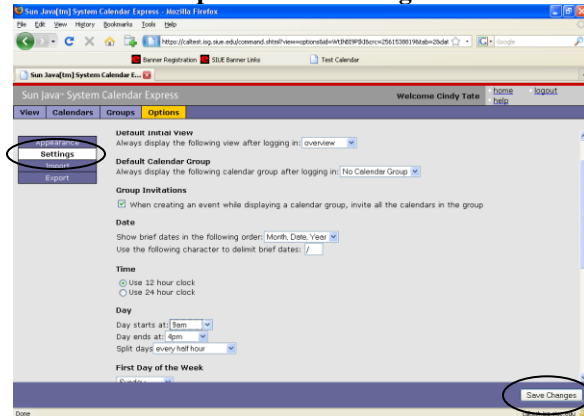 Sun Java[tm] System Calendar Express - Mozilla Firefox
File Edit View History Bookmarks Tools Help
Google
Banner Registration SIUE Banner Links Test Calendar
Sun Java[tm] System Calendar E...
Sun Java™ System Calendar Express Welcome Cindy Tate home logout
help
View Calendars Groups Options
Appearance
Settings
Import
Export
Default Initial View
Always display the following view after logging in: overview
Default Calendar Group
Always display the following calendar group after logging in: No Calendar Group
Group Invitations
When creating an event while displaying a calendar group, invite all the calendars in the group
Date
Show brief dates in the following order: Month, Date, Year
Use the following character to delimit brief dates: /
Time
Use 12 hour clock
Use 24 hour clock
Day
Day starts at: 9am
Day ends at: 4pm
Split days every half hour
First Day of the Week
Sunday
Save Changes
Done